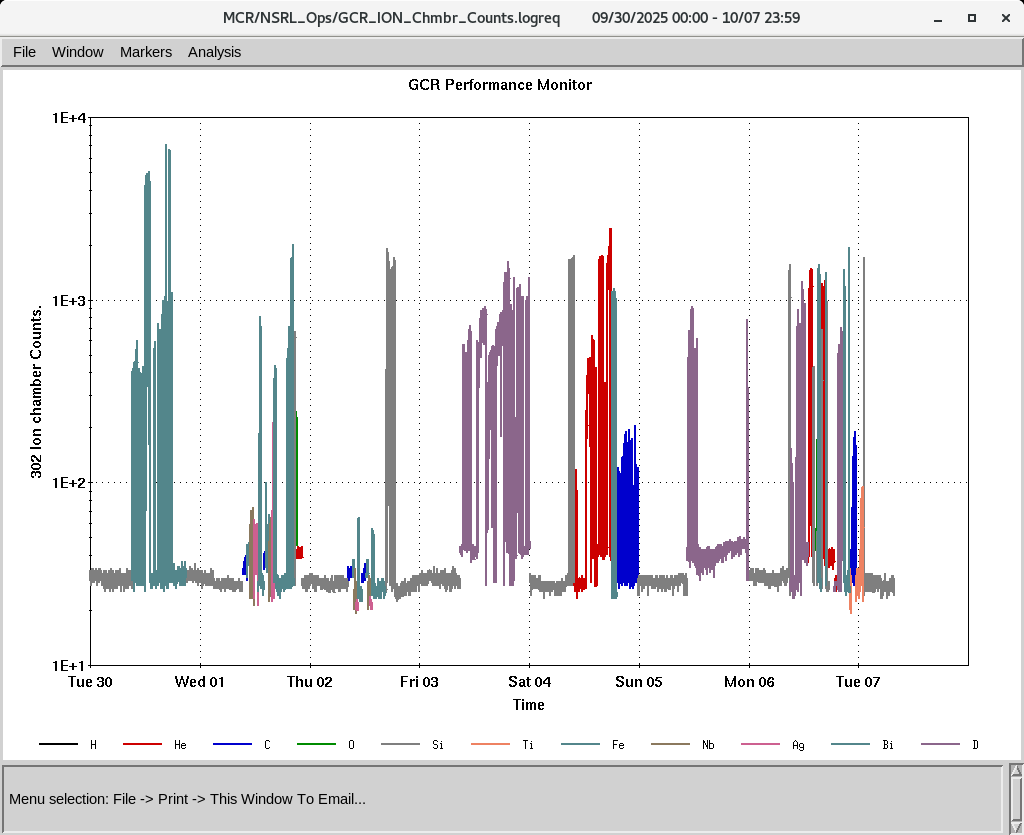 MCR/NSRL_Ops/GCR_ION_Chmbr_Counts.logreq 09/30/2025 00:00 - 10/07 23:59
File Window Markers Analysis
GCR Performance Monitor
1E+4
1E+3
1E+2
1E+1
302 Ion chamber Counts.
Tue 30 Wed 01 Thu 02 Fri 03 Sat 04 Sun 05 Mon 06 Tue 07
Time
H He C O Si Ti Fe Nb Ag Bi D
Menu selection: File -> Print -> This Window To Email...